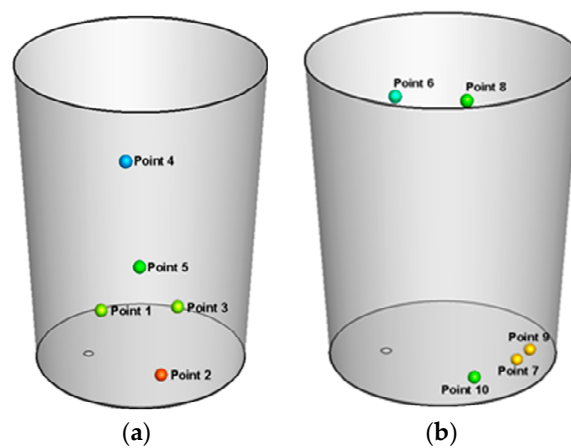 Point 4
Point 5
Point 1
Point 3
Point 2
(a)
Point 6
Point 8
Point 9
Point 7
Point 10
(b)